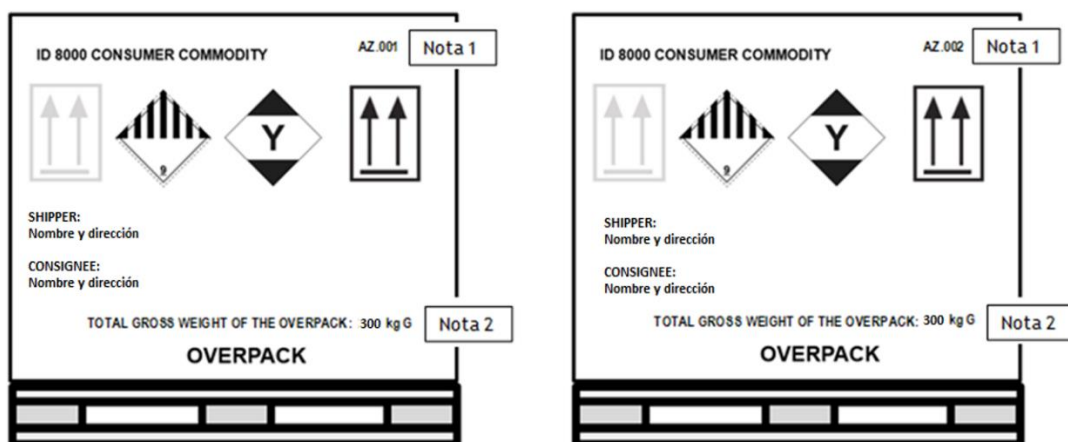 ID 8000 CONSUMER COMMODITY AZ.001 Nota 1
Y
9
SHIPPER:
Nombre y dirección
CONSIGNEE:
Nombre y dirección
TOTAL GROSS WEIGHT OF THE OVERPACK: 300 kg G Nota 2
OVERPACK
ID 8000 CONSUMER COMMODITY AZ.002 Nota 1
Y
9
SHIPPER:
Nombre y dirección
CONSIGNEE:
Nombre y dirección
TOTAL GROSS WEIGHT OF THE OVERPACK: 300 kg G Nota 2
OVERPACK